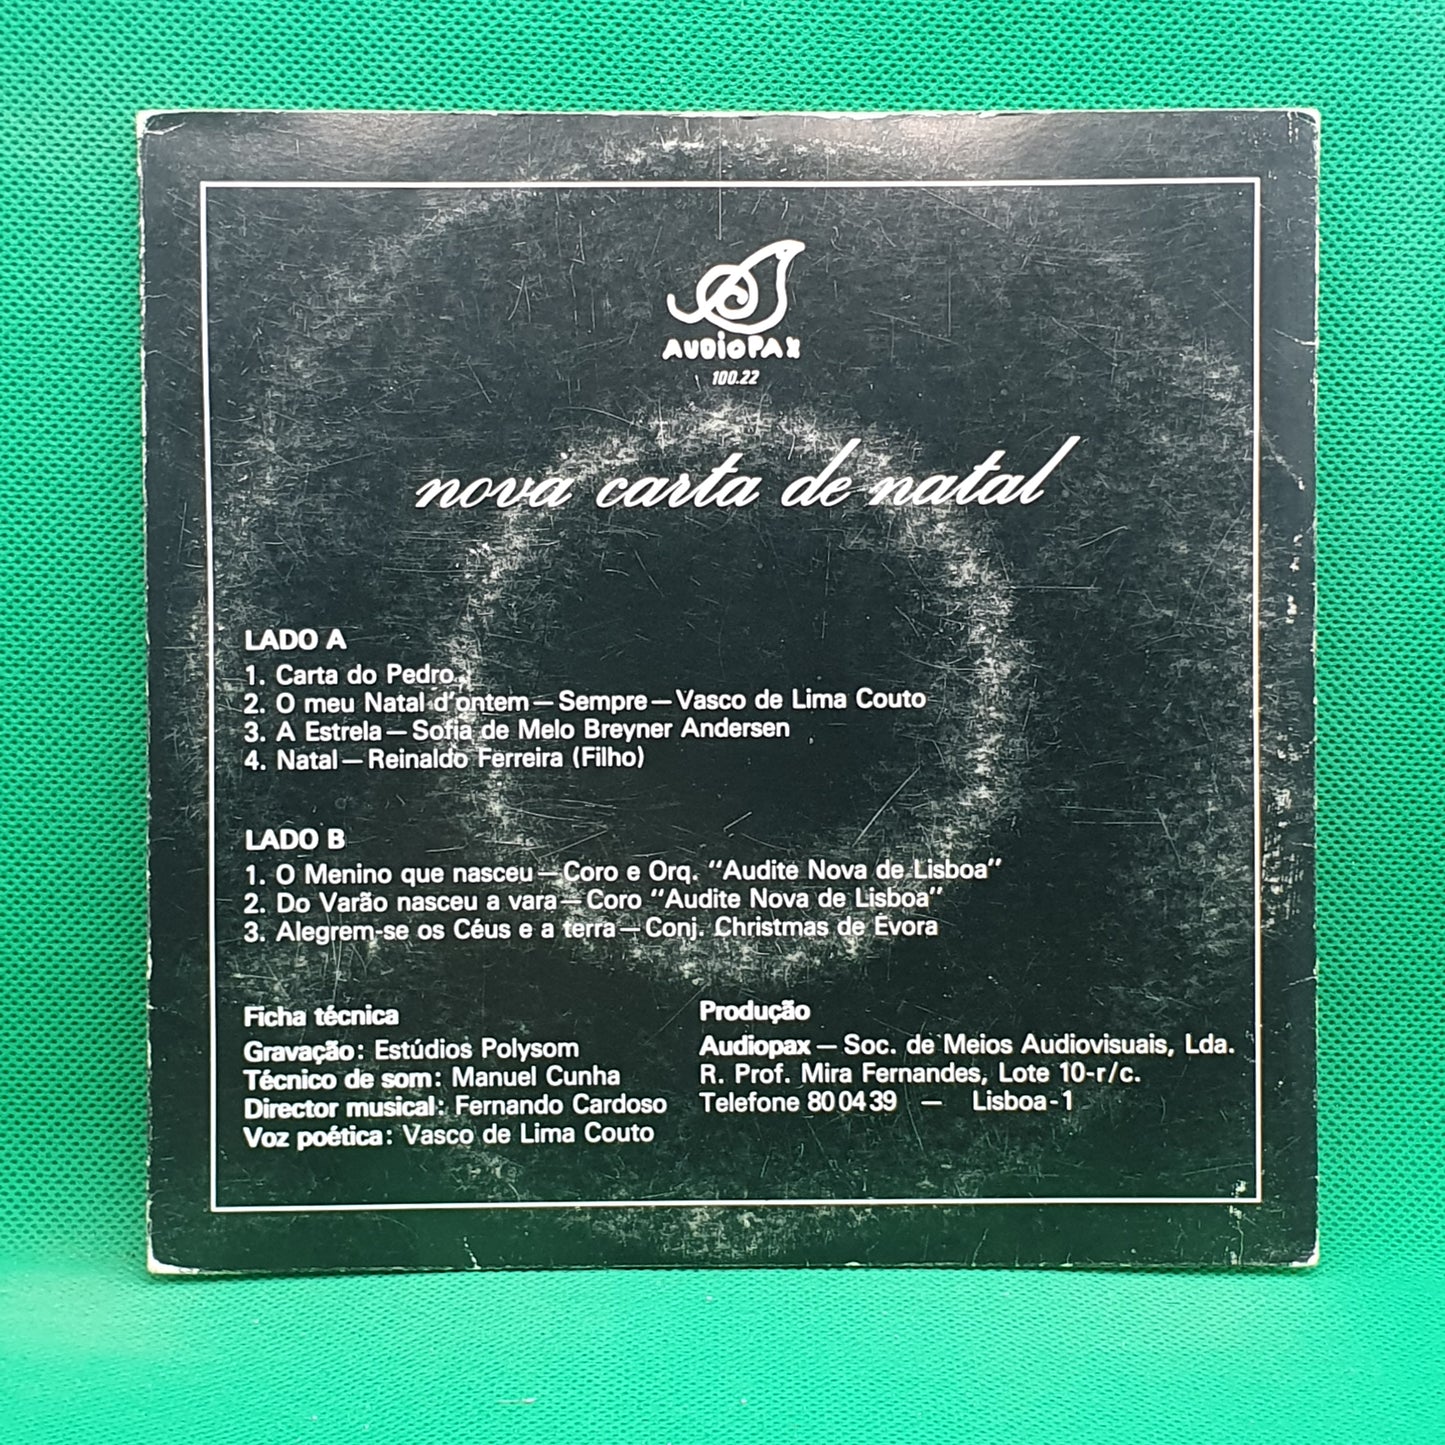 AUDIOPAX
100.22
nova carta de natal
LADO A
1. Carta do Pedro
2. O meu Natal d'ontem — Sempre — Vasco de Lima Couto
3. A Estrela — Sofia de Melo Breyner Andersen
4. Natal — Reinaldo Ferreira (Filho)
LADO B
1. O Menino que nasceu — Coro e Orq. "Audite Nova de Lisboa"
2. Do Varão nasceu a vara — Coro "Audite Nova de Lisboa"
3. Alegrem-se os Céus e a terra — Conj. Christmas de Évora
Ficha técnica
Gravação: Estúdios Polysom
Técnico de som: Manuel Cunha
Director musical: Fernando Cardoso
Voz poética: Vasco de Lima Couto
Produção
Audiopax — Soc. de Meios Audiovisuais, Lda.
R. Prof. Mira Fernandes, Lote 10-r/c.
Telefone 80 04 39 — Lisboa-1